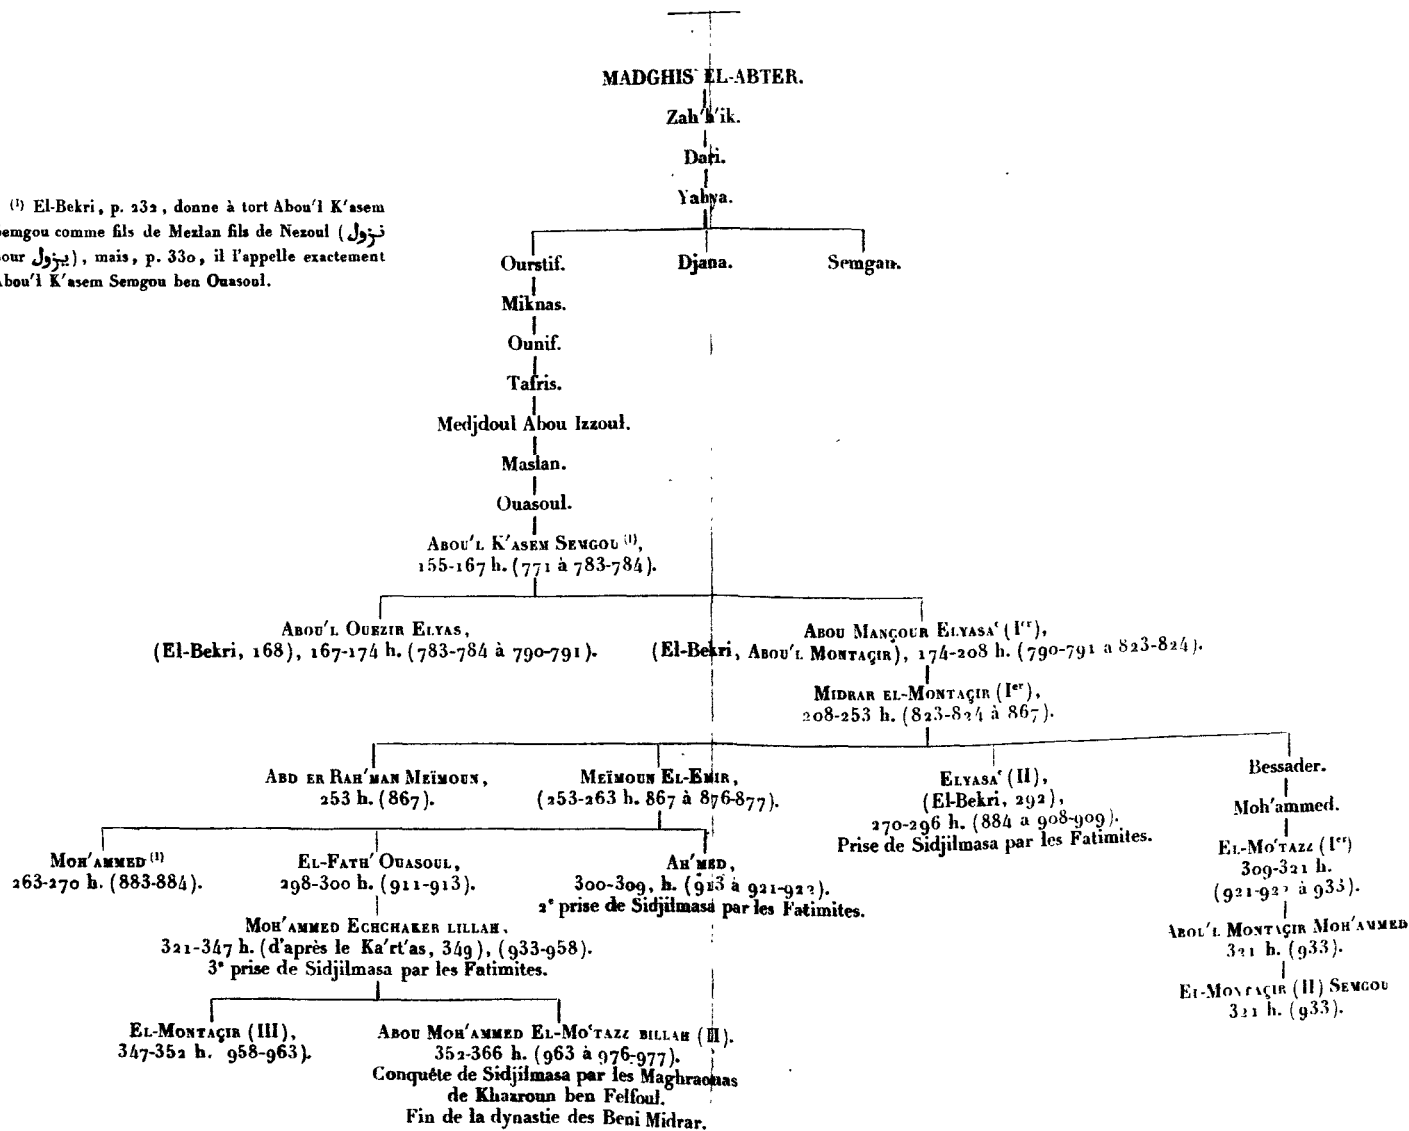 MADGHIS EL-ABTER.
Zah'h'ik.
Dari.
Yahya.
(1) El-Bekri, p. 232, donne à tort Abou'l K'asem
Semgou comme fils de Mezlan fils de Nezoul (نزول
pour يزول), mais, p. 330, il l'appelle exactement
Abou'l K'asem Semgou ben Ouasoul.
Ourstif. Djana. Semgan.
Miknas.
Ounif.
Tafris.
Medjdoul Abou Izzoul.
Maslan.
Ouasoul.
ABOU'L K'ASEM SEMGOU (1),
155-167 h. (771 à 783-784).
ABOU'L OUEZIR ELYAS,
(El-Bekri, 168), 167-174 h. (783-784 à 790-791).
ABOU MANÇOUR ELYASA‘ (Ier),
(El-Bekri, ABOU'L MONTAÇIR), 174-208 h. (790-791 à 823-824).
MIDRAR EL-MONTAÇIR (Ier),
208-253 h. (823-824 à 867).
ABD ER RAH'MAN MEÏMOUN,
253 h. (867).
MEÏMOUN EL-EMIR,
(253-263 h. 867 à 876-877).
ELYASA‘ (II),
(El-Bekri, 292),
270-296 h. (884 à 908-909).
Prise de Sidjilmasa par les Fatimites.
Bessader.
Moh'ammed.
EL-MO'TAZZ (Ier)
309-321 h.
(921-922 à 933).
ABOU'L MONTAÇIR MOH'AMMED
321 h. (933).
EL-MONTAÇIR (II) SEMGOU
321 h. (933).
MOH'AMMED (1)
263-270 h. (883-884).
EL-FATH' OUASOUL,
298-300 h. (911-913).
AH'MED,
300-309, h. (913 à 921-922).
2e prise de Sidjilmasa par les Fatimites.
MOH'AMMED ECHCHAKER LILLAH,
321-347 h. (d'après le Ka'rt'as, 349), (933-958).
3e prise de Sidjilmasa par les Fatimites.
EL-MONTAÇIR (III),
347-352 h. 958-963).
ABOU MOH'AMMED EL-MO‘TAZZ BILLAH (II).
352-366 h. (963 à 976-977).
Conquête de Sidjilmasa par les Maghraouas
de Khazroun ben Felfoul.
Fin de la dynastie des Beni Midrar.